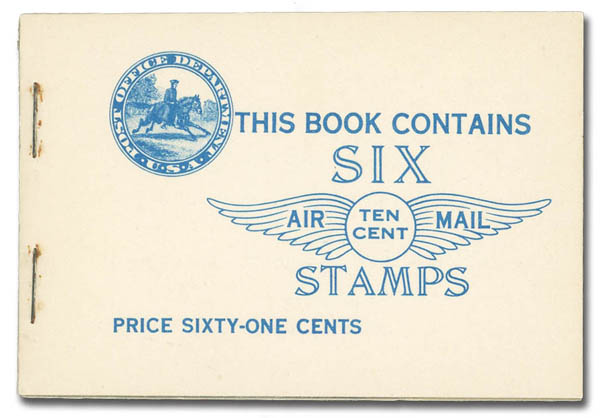 POST OFFICE DEPARTMENT
U.S.A.
THIS BOOK CONTAINS
SIX
AIR TEN CENT MAIL
STAMPS
PRICE SIXTY-ONE CENTS